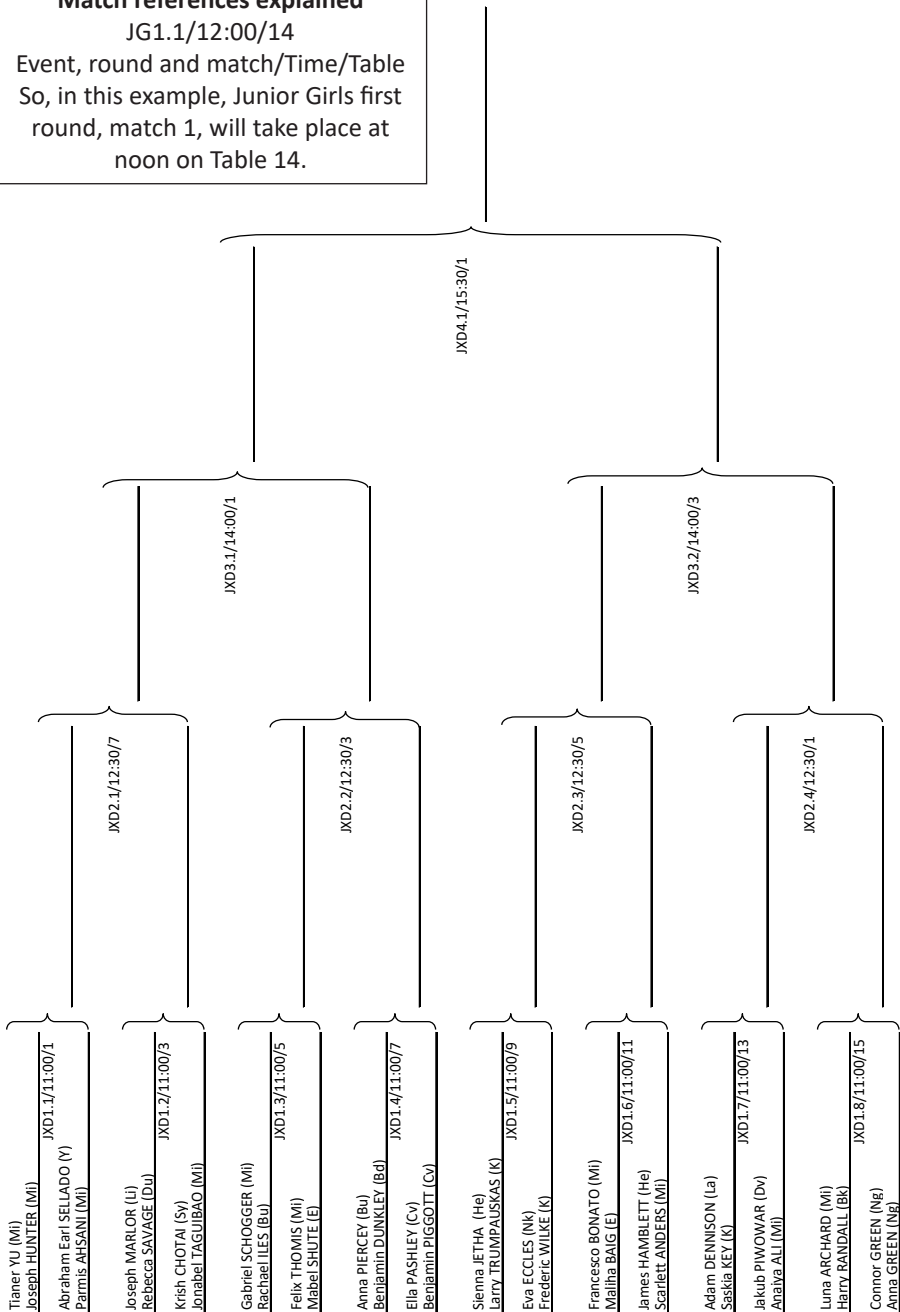 Match references explained
JG1.1/12:00/14
Event, round and match/Time/Table
So, in this example, Junior Girls first
round, match 1, will take place at
noon on Table 14.
JXD4.1/15:30/1
JXD3.1/14:00/1
JXD3.2/14:00/3
JXD2.1/12:30/7
JXD2.2/12:30/3
JXD2.3/12:30/5
JXD2.4/12:30/1
Tianer YU (Mi)
Joseph HUNTER (Mi)
JXD1.1/11:00/1
Abraham Earl SELLADO (Y)
Parmis AHSANI (Mi)
Joseph MARLOR (Li)
Rebecca SAVAGE (Du)
JXD1.2/11:00/3
Krish CHOTAI (Sy)
Jonabel TAGUIBAO (Mi)
Gabriel SCHOGGER (Mi)
Rachael ILES (Bu)
JXD1.3/11:00/5
Felix THOMIS (Mi)
Mabel SHUTE (E)
Anna PIERCEY (Bu)
Benjamin DUNKLEY (Bd)
JXD1.4/11:00/7
Ella PASHLEY (Cv)
Benjamin PIGGOTT (Cv)
Sienna JETHA  (He)
Larry TRUMPAUSKAS (K)
JXD1.5/11:00/9
Eva ECCLES (Nk)
Frederic WILKE (K)
Francesco BONATO (Mi)
Maliha BAIG (E)
JXD1.6/11:00/11
James HAMBLETT (He)
Scarlett ANDERS (Mi)
Adam DENNISON (La)
Saskia KEY (K)
JXD1.7/11:00/13
Jakub PIWOWAR (Dv)
Anaiya ALI (Mi)
Luna ARCHARD (Mi)
Harry RANDALL (Bk)
JXD1.8/11:00/15
Connor GREEN (Ng)
Anna GREEN (Ng)